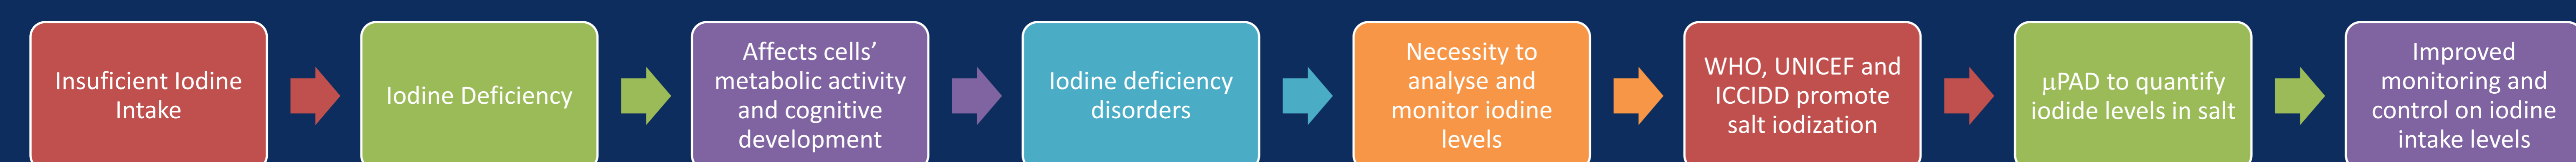 Insuficient Iodine
Intake
Iodine Deficiency
Affects cells’
metabolic activity
and cognitive
development
Iodine deficiency
disorders
Necessity to
analyse and
monitor iodine
levels
WHO, UNICEF and
ICCIDD promote
salt iodization
µPAD to quantify
iodide levels in salt
Improved
monitoring and
control on iodine
intake levels